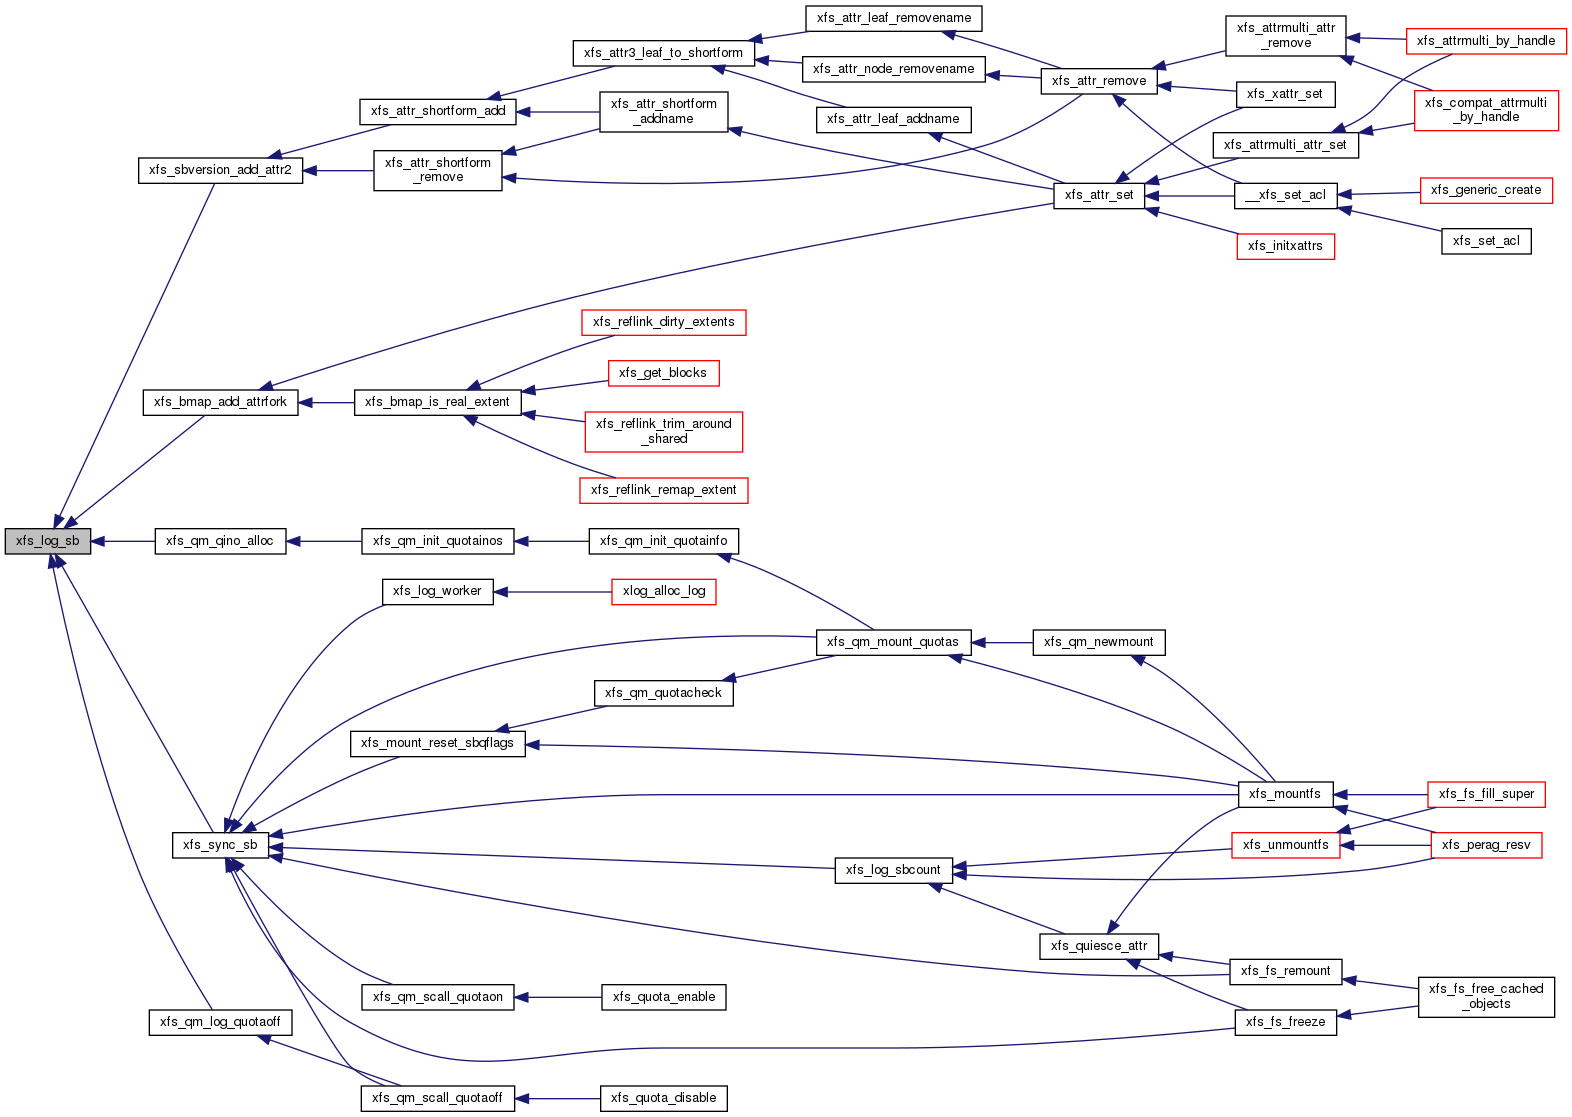 xfs_attr_leaf_removename
xfs_attrmulti_attr
_remove
xfs_attrmulti_by_handle
xfs_attr3_leaf_to_shortform
xfs_attr_node_removename
xfs_attr_remove
xfs_xattr_set
xfs_compat_attrmulti
_by_handle
xfs_attr_shortform_add
xfs_attr_shortform
_addname
xfs_attr_leaf_addname
xfs_attrmulti_attr_set
xfs_sbversion_add_attr2
xfs_attr_shortform
_remove
xfs_attr_set
__xfs_set_acl
xfs_generic_create
xfs_initxattrs
xfs_set_acl
xfs_reflink_dirty_extents
xfs_get_blocks
xfs_bmap_add_attrfork
xfs_bmap_is_real_extent
xfs_reflink_trim_around
_shared
xfs_reflink_remap_extent
xfs_log_sb
xfs_qm_qino_alloc
xfs_qm_init_quotainos
xfs_qm_init_quotainfo
xfs_log_worker
xlog_alloc_log
xfs_qm_mount_quotas
xfs_qm_newmount
xfs_qm_quotacheck
xfs_mount_reset_sbqflags
xfs_mountfs
xfs_fs_fill_super
xfs_sync_sb
xfs_unmountfs
xfs_perag_resv
xfs_log_sbcount
xfs_quiesce_attr
xfs_fs_remount
xfs_qm_scall_quotaon
xfs_quota_enable
xfs_fs_free_cached
_objects
xfs_qm_log_quotaoff
xfs_fs_freeze
xfs_qm_scall_quotaoff
xfs_quota_disable